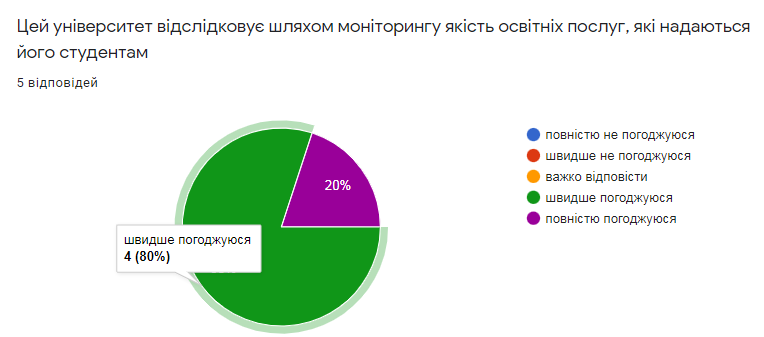 Цей університет відслідковує шляхом моніторингу якість освітніх послуг, які надаються
його студентам
5 відповідей
повністю не погоджуюся
швидше не погоджуюся
важко відповісти
швидше погоджуюся
повністю погоджуюся
20%
швидше погоджуюся
4 (80%)